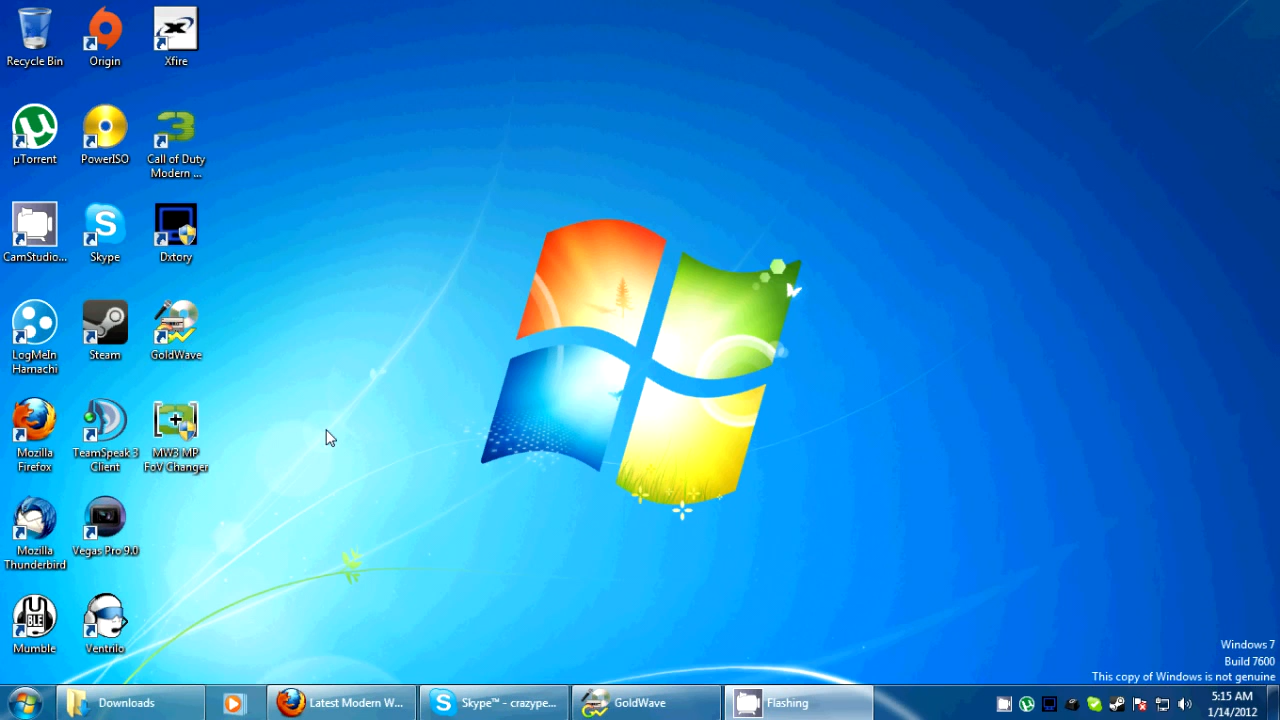 Recycle Bin
Origin
Xfire
µTorrent
PowerISO
Call of Duty
Modern ...
3
CamStudio...
Skype
Dxtory
LogMeIn
Hamachi
Steam
GoldWave
Mozilla
Firefox
TeamSpeak 3
Client
MW3 MP
FoV Changer
Mozilla
Thunderbird
Vegas Pro 9.0
Mumble
Ventrilo
Windows 7
Build 7600
This copy of Windows is not genuine
Downloads
Latest Modern W...
Skype™ - crazype...
GoldWave
Flashing
5:15 AM
1/14/2012